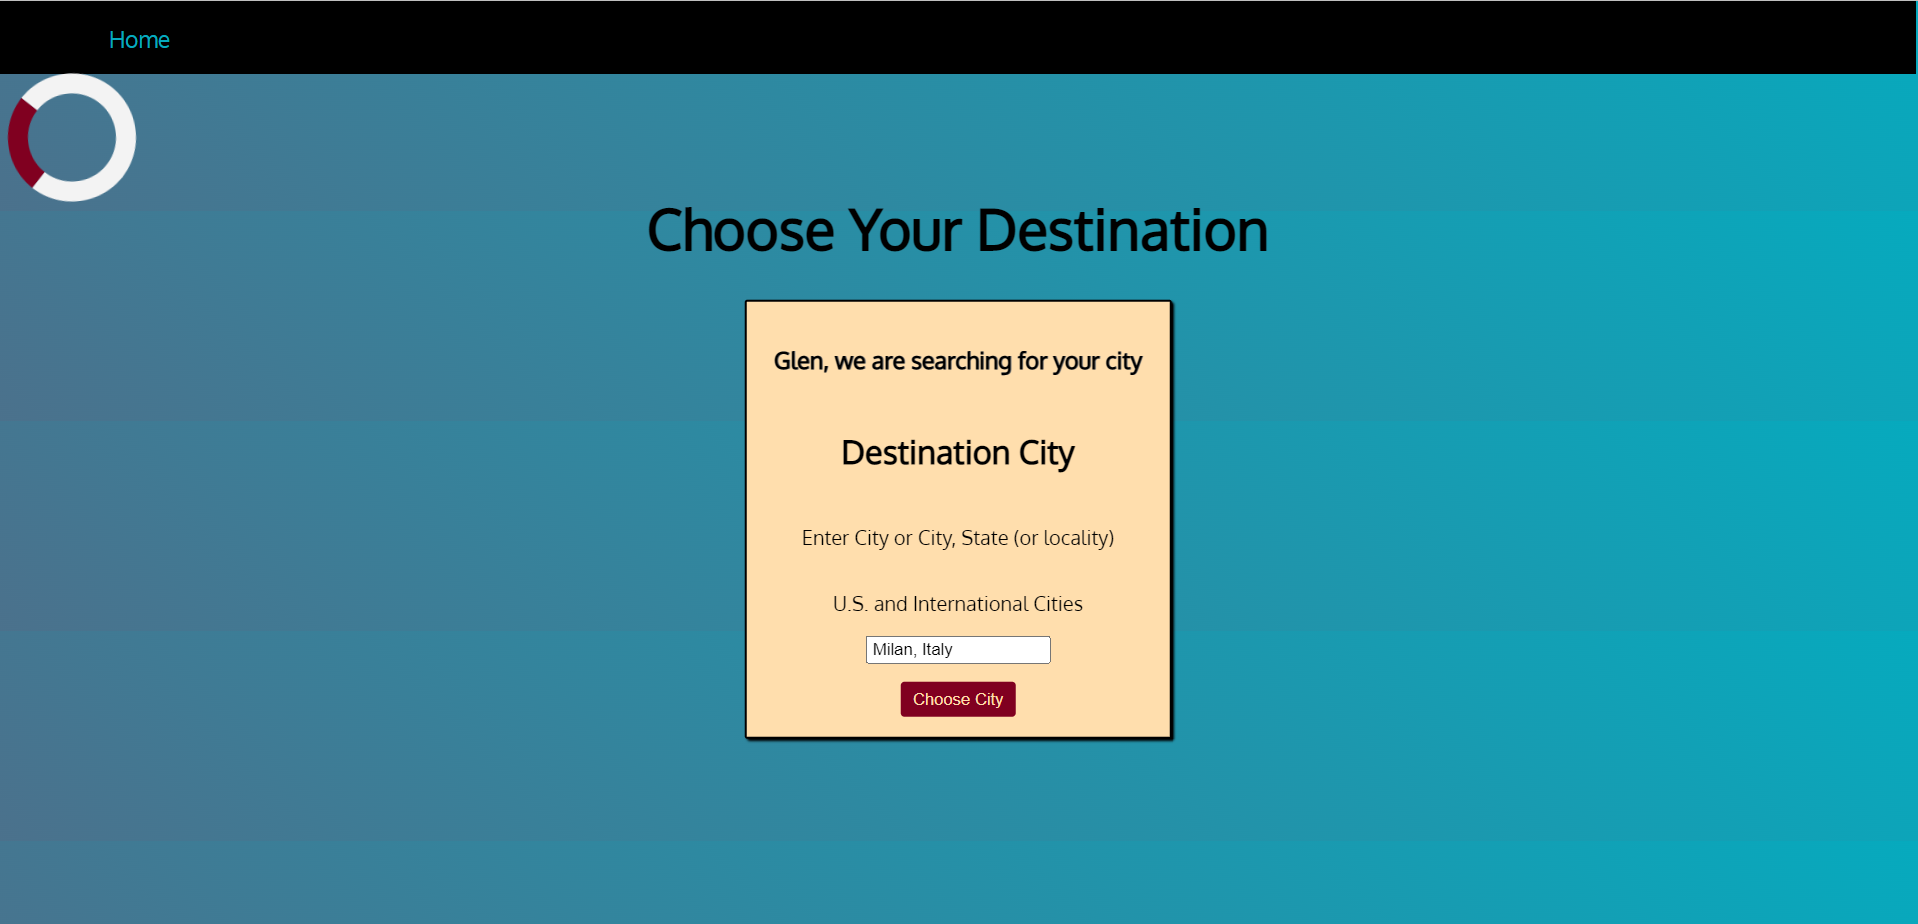 Home
Choose Your Destination
Glen, we are searching for your city
Destination City
Enter City or City, State (or locality)
U.S. and International Cities
Milan, Italy
Choose City